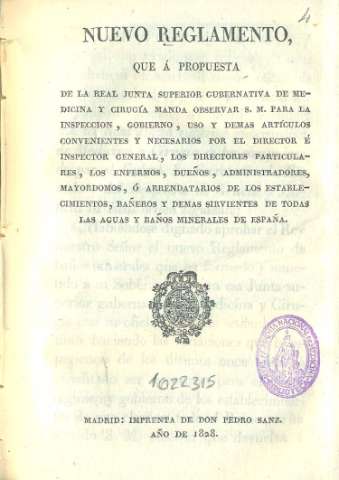 4
NUEVO REGLAMENTO,
QUE Á PROPUESTA
DE LA REAL JUNTA SUPERIOR GUBERNATIVA DE ME-
DICINA Y CIRUGÍA MANDA OBSERVAR S. M. PARA LA
INSPECCION, GOBIERNO, USO Y DEMAS ARTÍCULOS
CONVENIENTES Y NECESARIOS POR EL DIRECTOR É
INSPECTOR GENERAL, LOS DIRECTORES PARTICULA-
RES, LOS ENFERMOS, DUEÑOS, ADMINISTRADORES,
MAYORDOMOS, Ó ARRENDATARIOS DE LOS ESTABLE-
CIMIENTOS, BAÑEROS Y DEMAS SIRVIENTES DE TODAS
LAS AGUAS Y BAÑOS MINERALES DE ESPAÑA.
1022315
MADRID: IMPRENTA DE DON PEDRO SANZ.
AÑO DE 1828.